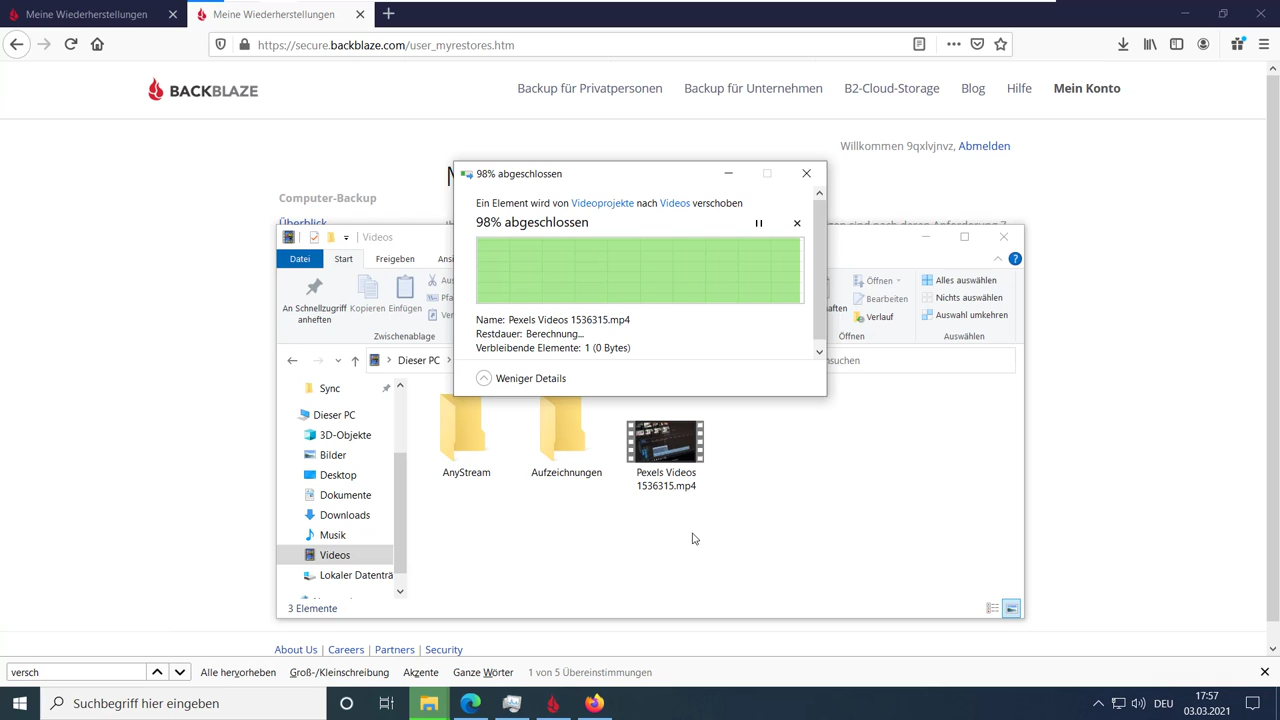 Meine Wiederherstellungen
Meine Wiederherstellungen
https://secure.backblaze.com/user_myrestores.htm
BACKBLAZE
Backup für Privatpersonen
Backup für Unternehmen
B2-Cloud-Storage
Blog
Hilfe
Mein Konto
Willkommen 9qxlvjnvz, Abmelden
Computer-Backup
Überblick
98% abgeschlossen
Ein Element wird von Videoprojekte nach Videos verschoben
98% abgeschlossen
Name: Pexels Videos 1536315.mp4
Restdauer: Berechnung...
Verbleibende Elemente: 1 (0 Bytes)
Weniger Details
Videos
Datei
Start
Freigeben
An Schnellzugriff
anheften
Kopieren
Einfügen
Zwischenablage
Öffnen
Bearbeiten
Verlauf
Öffnen
Alles auswählen
Nichts auswählen
Auswahl umkehren
Auswählen
Dieser PC
Sync
Dieser PC
3D-Objekte
Bilder
Desktop
Dokumente
Downloads
Musik
Videos
Lokaler Datenträ
AnyStream
Aufzeichnungen
Pexels Videos
1536315.mp4
3 Elemente
About Us | Careers | Partners | Security
versch
Alle hervorheben
Groß-/Kleinschreibung
Akzente
Ganze Wörter
1 von 5 Übereinstimmungen
Suchbegriff hier eingeben
DEU
17:57
03.03.2021